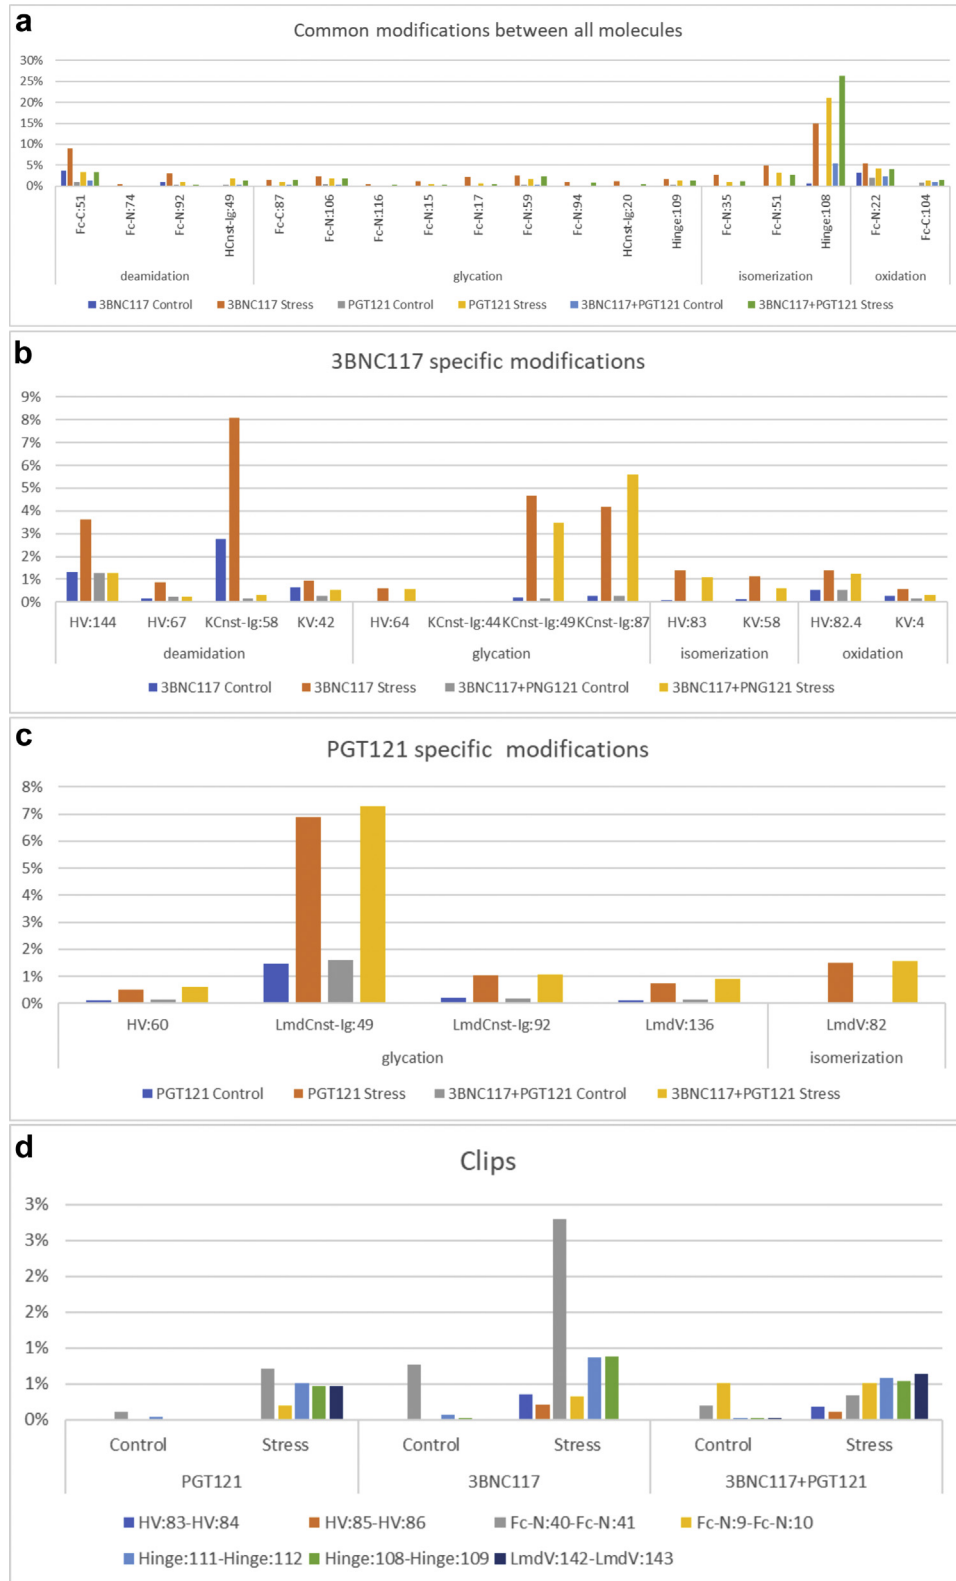 a
Common modifications between all molecules
30%
25%
20%
15%
10%
5%
0%
Fc-C:51
Fc-N:74
Fc-N:92
HCnst-Ig:49
Fc-C:87
Fc-N:106
Fc-N:116
Fc-N:15
Fc-N:17
Fc-N:59
Fc-N:94
HCnst-Ig:20
Hinge:109
Fc-N:35
Fc-N:51
Hinge:108
Fc-N:22
Fc-C:104
deamidation glycation isomerization oxidation
3BNC117 Control 3BNC117 Stress PGT121 Control PGT121 Stress 3BNC117+PGT121 Control 3BNC117+PGT121 Stress
b
3BNC117 specific modifications
9%
8%
7%
6%
5%
4%
3%
2%
1%
0%
HV:144 HV:67 KCnst-Ig:58 KV:42 HV:64 KCnst-Ig:44 KCnst-Ig:49 KCnst-Ig:87 HV:83 KV:58 HV:82.4 KV:4
deamidation glycation isomerization oxidation
3BNC117 Control 3BNC117 Stress 3BNC117+PNG121 Control 3BNC117+PNG121 Stress
c
PGT121 specific modifications
8%
7%
6%
5%
4%
3%
2%
1%
0%
HV:60 LmdCnst-Ig:49 LmdCnst-Ig:92 LmdV:136 LmdV:82
glycation isomerization
PGT121 Control PGT121 Stress 3BNC117+PGT121 Control 3BNC117+PGT121 Stress
d
Clips
3%
3%
2%
2%
1%
1%
0%
Control Stress Control Stress Control Stress
PGT121 3BNC117 3BNC117+PGT121
HV:83-HV:84 HV:85-HV:86 Fc-N:40-Fc-N:41 Fc-N:9-Fc-N:10
Hinge:111-Hinge:112 Hinge:108-Hinge:109 LmdV:142-LmdV:143